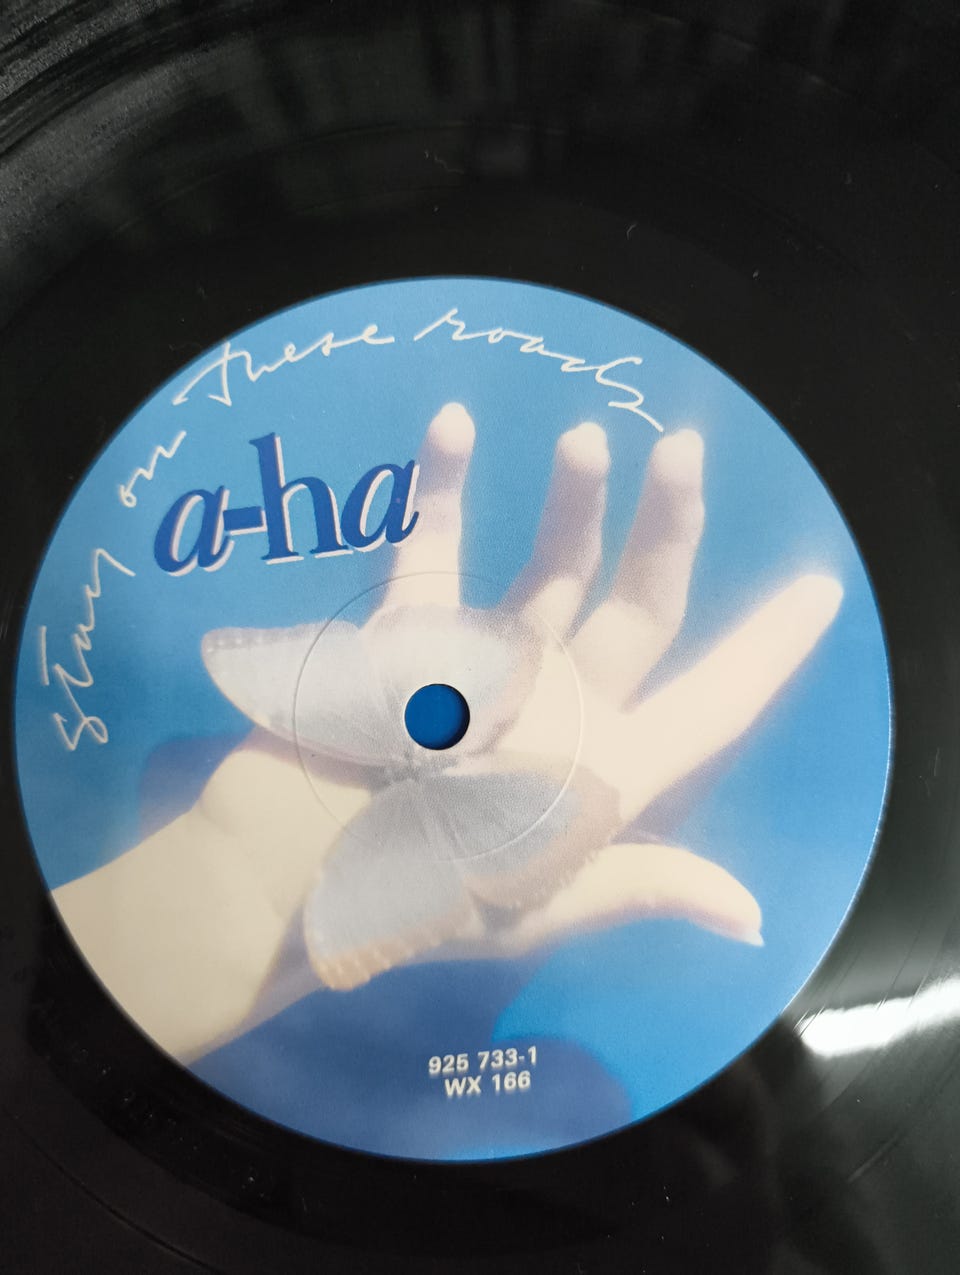 stay on these roads
a-ha
925 733-1
WX 166